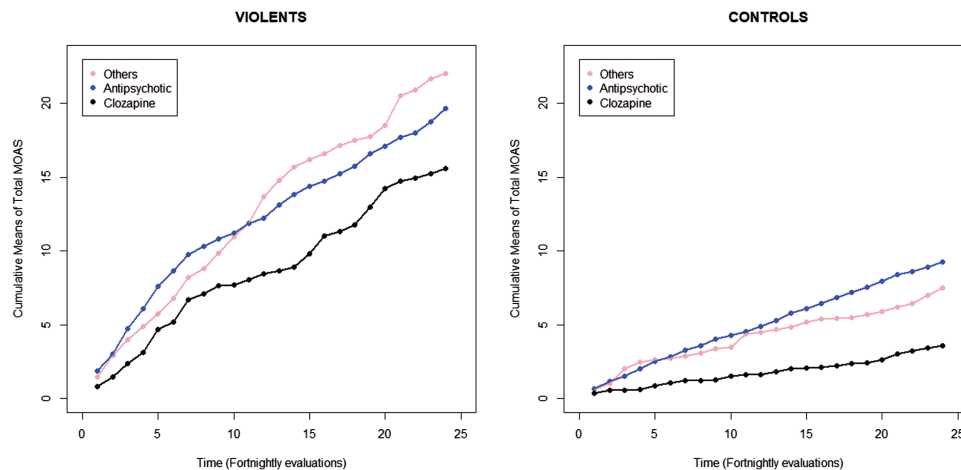 VIOLENTS
Others
Antipsychotic
Clozapine
Cumulative Means of Total MOAS
0
5
10
15
20
0
5
10
15
20
25
Time (Fortnightly evaluations)
CONTROLS
Others
Antipsychotic
Clozapine
Cumulative Means of Total MOAS
0
5
10
15
20
0
5
10
15
20
25
Time (Fortnightly evaluations)